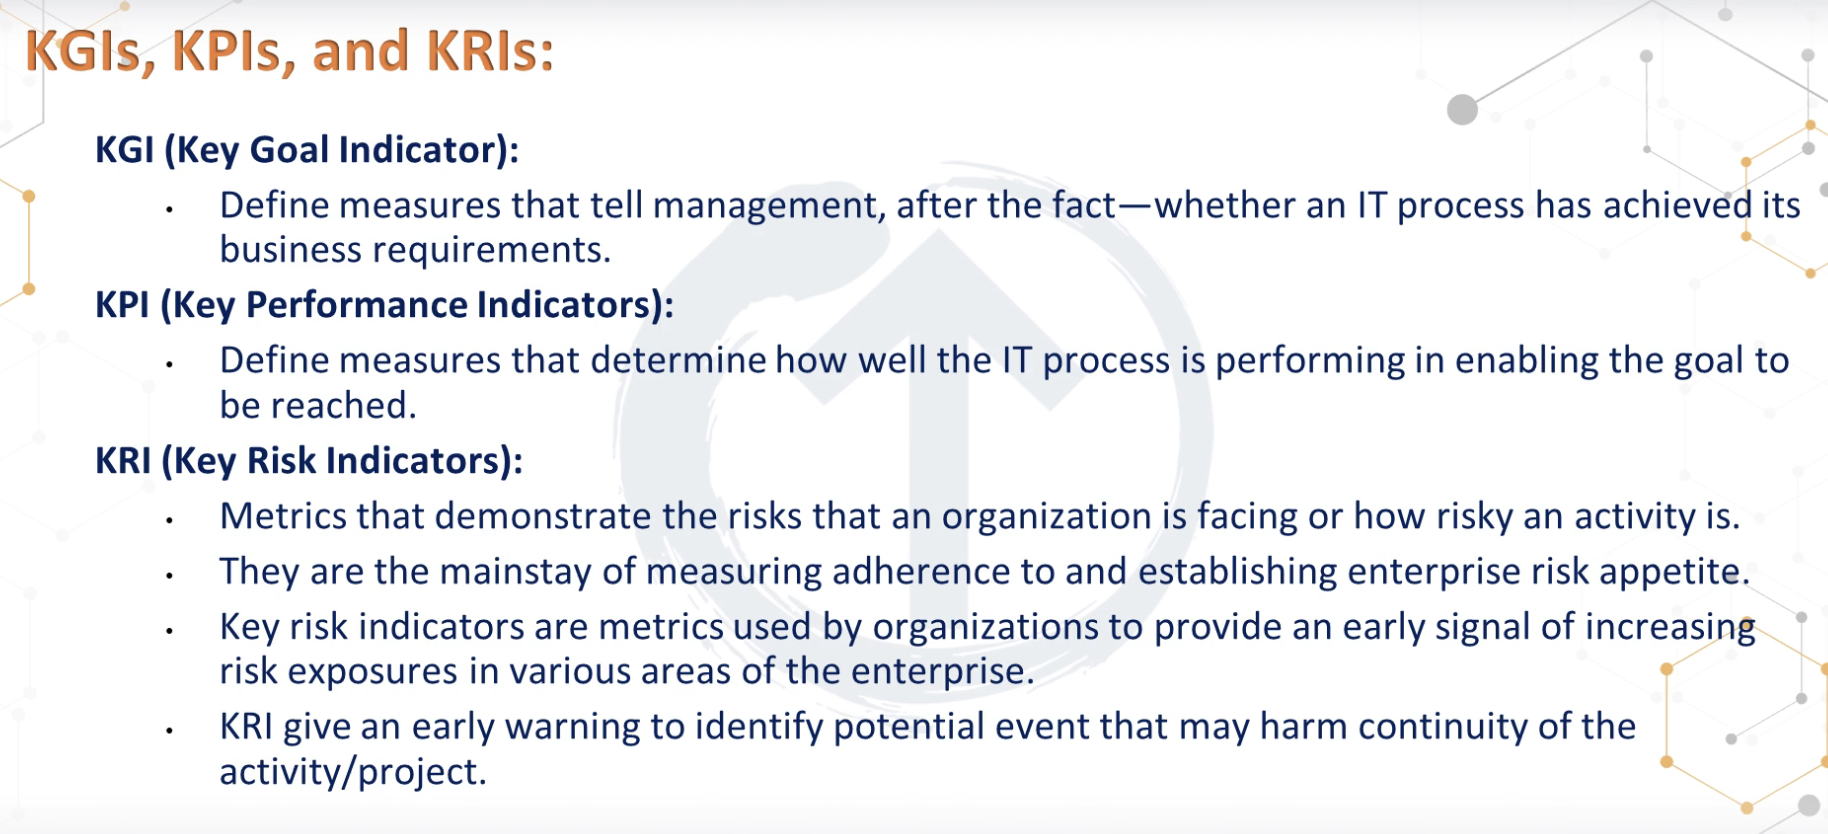 KGIs, KPIs, and KRIs:
KGI (Key Goal Indicator):
· Define measures that tell management, after the fact—whether an IT process has achieved its
business requirements.
KPI (Key Performance Indicators):
· Define measures that determine how well the IT process is performing in enabling the goal to
be reached.
KRI (Key Risk Indicators):
· Metrics that demonstrate the risks that an organization is facing or how risky an activity is.
· They are the mainstay of measuring adherence to and establishing enterprise risk appetite.
· Key risk indicators are metrics used by organizations to provide an early signal of increasing
risk exposures in various areas of the enterprise.
· KRI give an early warning to identify potential event that may harm continuity of the
activity/project.